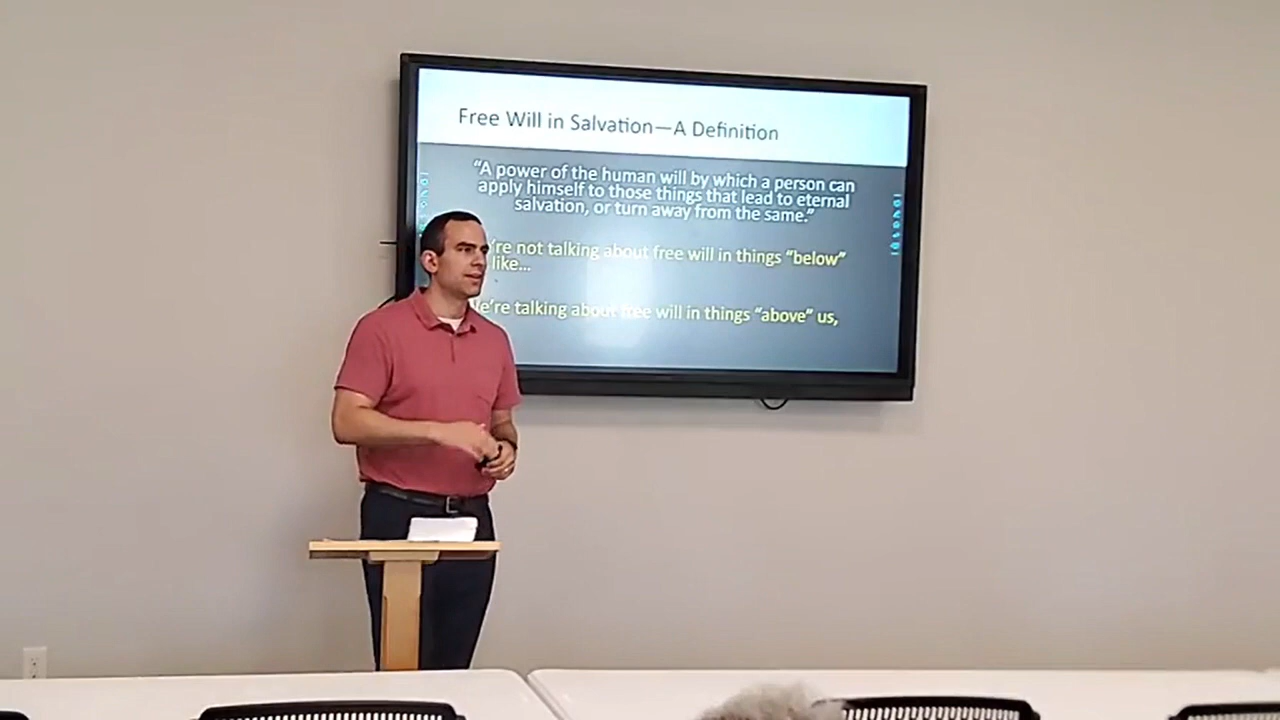 Free Will in Salvation—A Definition
“A power of the human will by which a person can
apply himself to those things that lead to eternal
salvation, or turn away from the same.”
’re not talking about free will in things “below”
like…
e’re talking about free will in things “above” us,